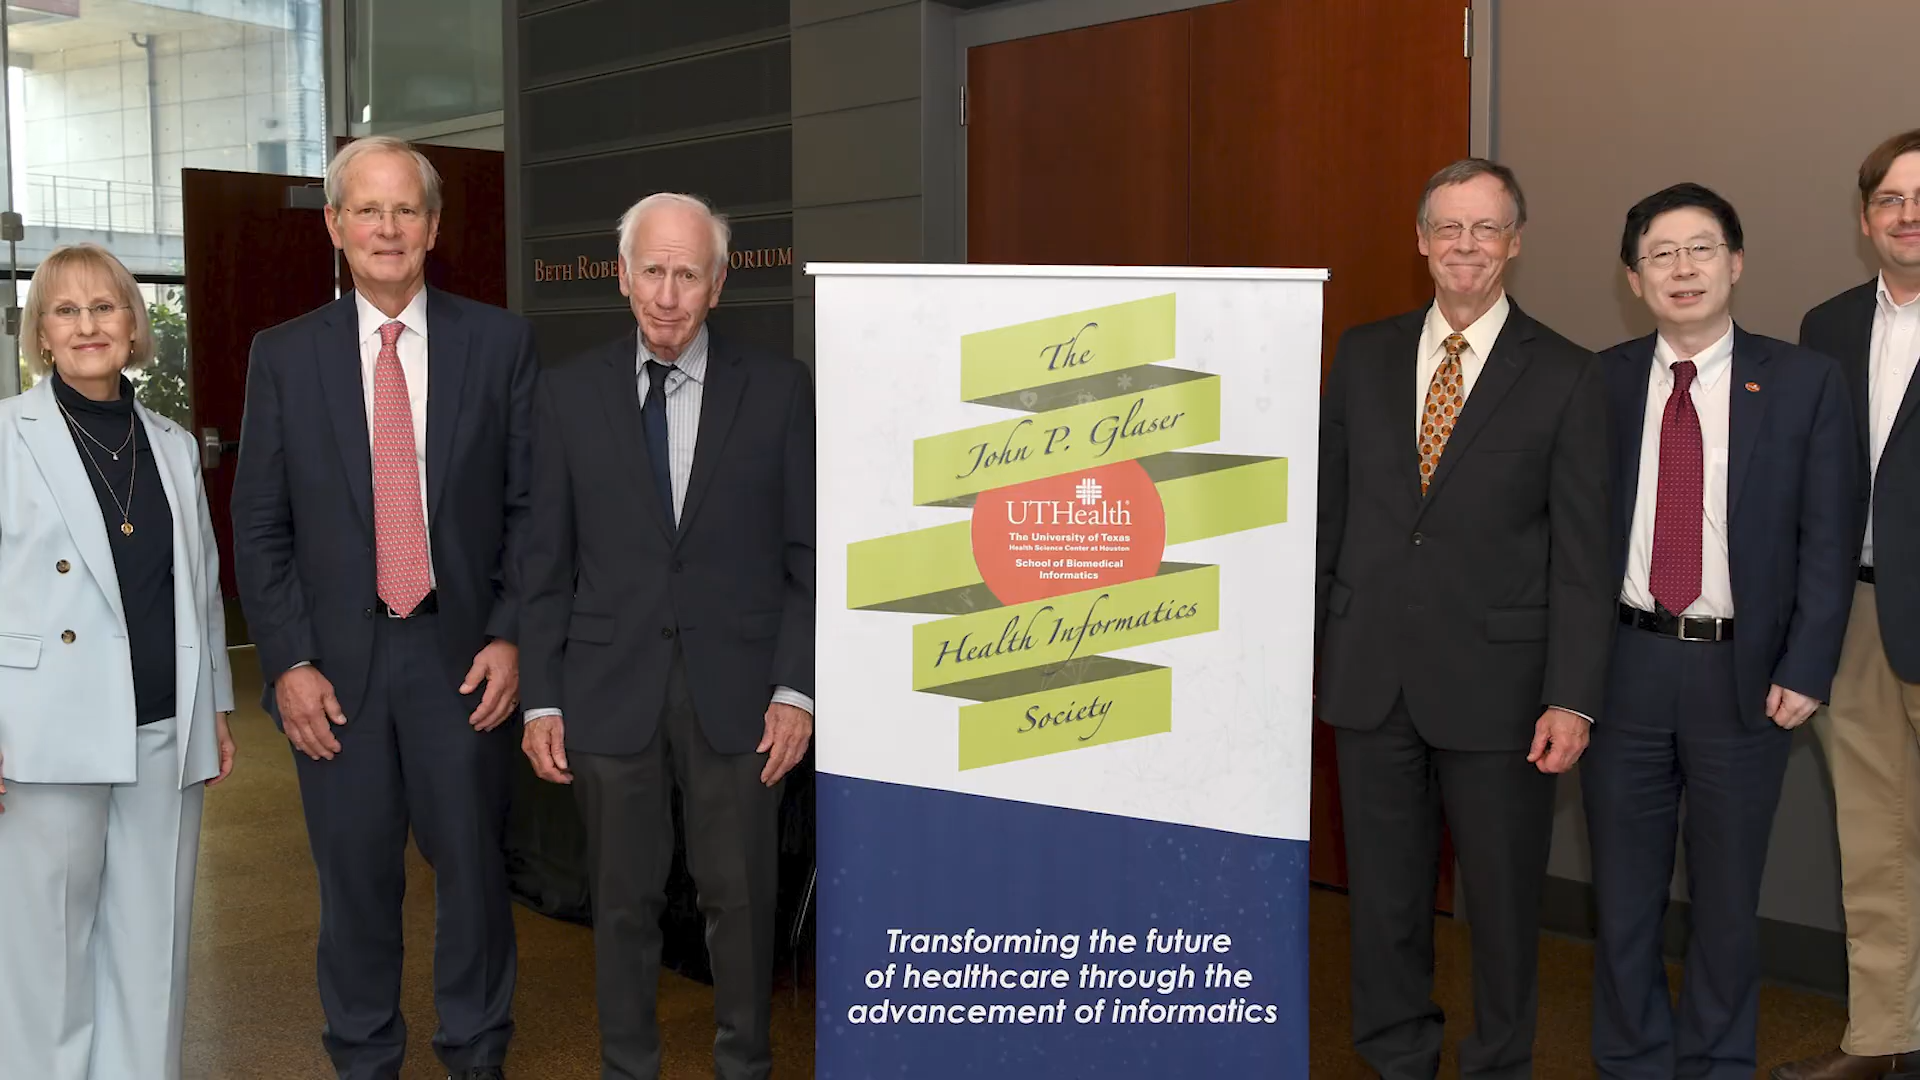 BETH ROBE
ORIUM
The
John P. Glaser
UTHealth
The University of Texas
Health Science Center at Houston
School of Biomedical
Informatics
Health Informatics
Society
Transforming the future
of healthcare through the
advancement of informatics